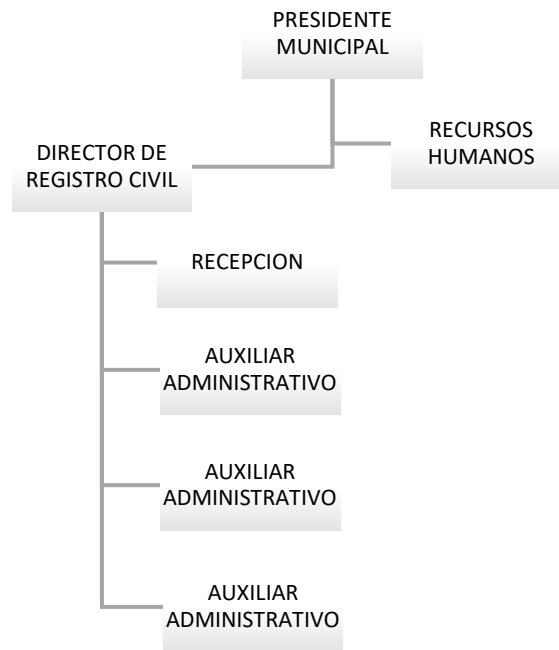 PRESIDENTE
MUNICIPAL
RECURSOS
HUMANOS
DIRECTOR DE
REGISTRO CIVIL
RECEPCION
AUXILIAR
ADMINISTRATIVO
AUXILIAR
ADMINISTRATIVO
AUXILIAR
ADMINISTRATIVO